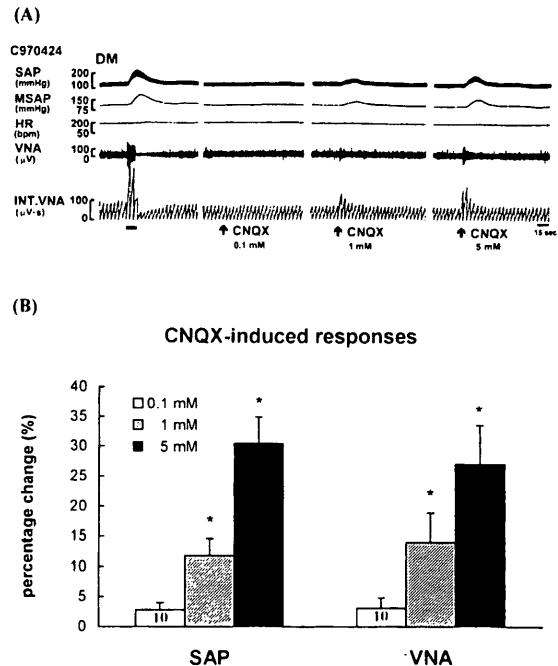 (A)
C970424
DM
SAP
(mmHg)
200
100
MSAP
(mmHg)
150
75
HR
(bpm)
200
50
VNA
(µV)
100
0
INT.VNA
(µV-s)
100
0
↑ CNQX
0.1 mM
↑ CNQX
1 mM
↑ CNQX
5 mM
15 sec
(B)
CNQX-induced responses
percentage change (%)
40
35
30
25
20
15
10
5
0
0.1 mM
1 mM
5 mM
* * * *
10 10
SAP VNA